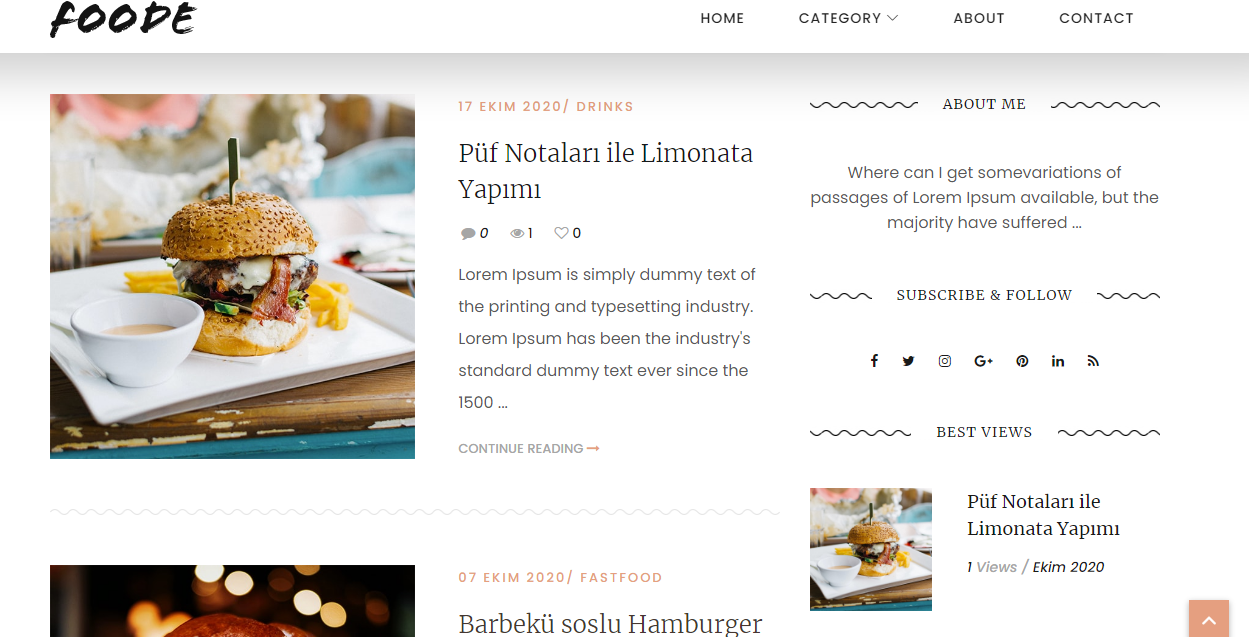 FOODE
HOME
CATEGORY
ABOUT
CONTACT
17 EKIM 2020/ DRINKS
Püf Notaları ile Limonata
Yapımı
0 1 0
Lorem Ipsum is simply dummy text of
the printing and typesetting industry.
Lorem Ipsum has been the industry's
standard dummy text ever since the
1500 ...
CONTINUE READING
07 EKIM 2020/ FASTFOOD
Barbekü soslu Hamburger
ABOUT ME
Where can I get somevariations of
passages of Lorem Ipsum available, but the
majority have suffered ...
SUBSCRIBE & FOLLOW
BEST VIEWS
Püf Notaları ile
Limonata Yapımı
1 Views / Ekim 2020